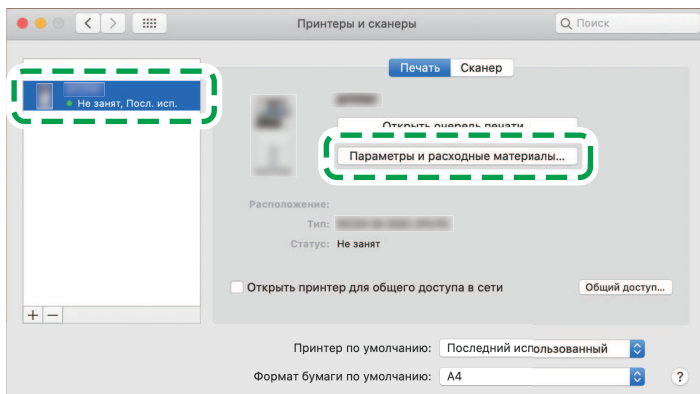 Принтеры и сканеры
Поиск
Печать Сканер
Не занят, Посл. исп.
Открыть очередь печати
Параметры и расходные материалы...
Расположение:
Тип:
Статус: Не занят
Открыть принтер для общего доступа в сети
Общий доступ...
+ −
Принтер по умолчанию: Последний использованный
Формат бумаги по умолчанию: A4
?